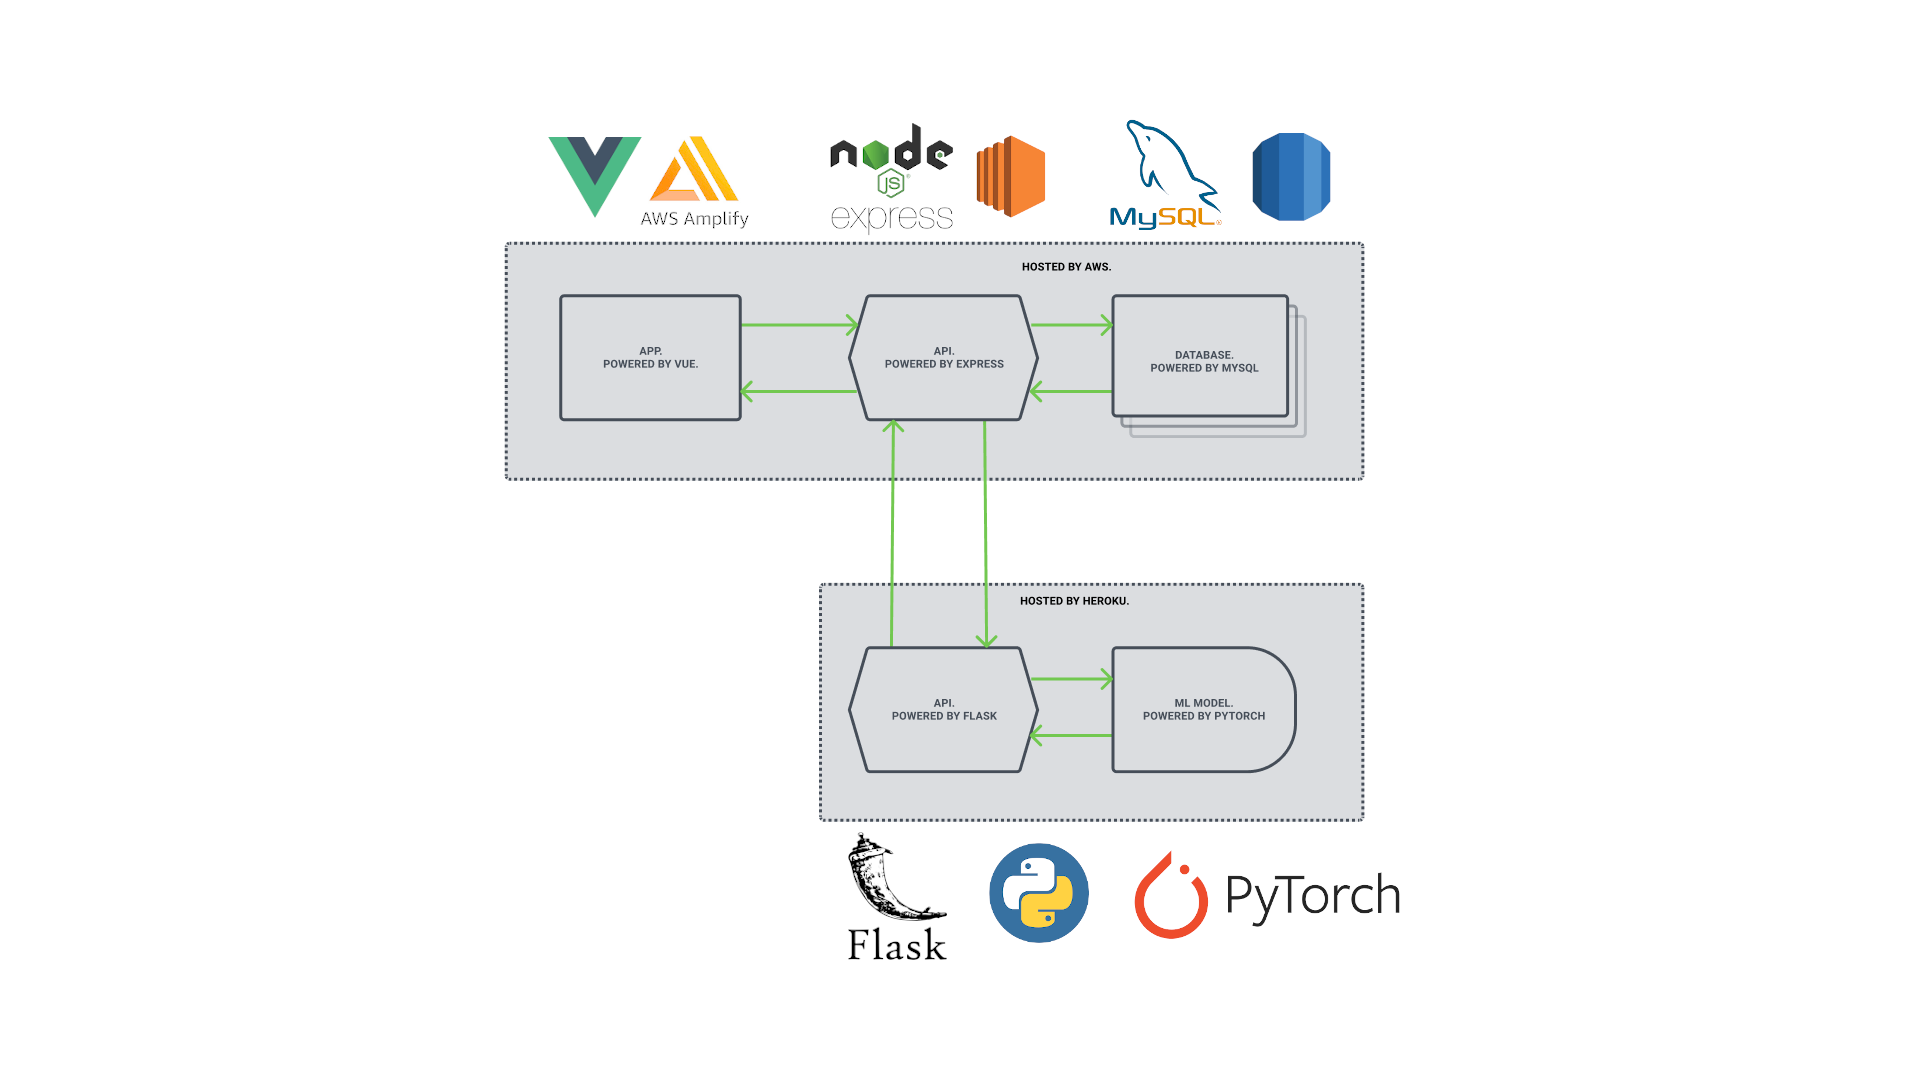 AWS Amplify
node
JS
express
MySQL
HOSTED BY AWS.
APP.
POWERED BY VUE.
API.
POWERED BY EXPRESS
DATABASE.
POWERED BY MYSQL
HOSTED BY HEROKU.
API.
POWERED BY FLASK
ML MODEL.
POWERED BY PYTORCH
Flask
PyTorch